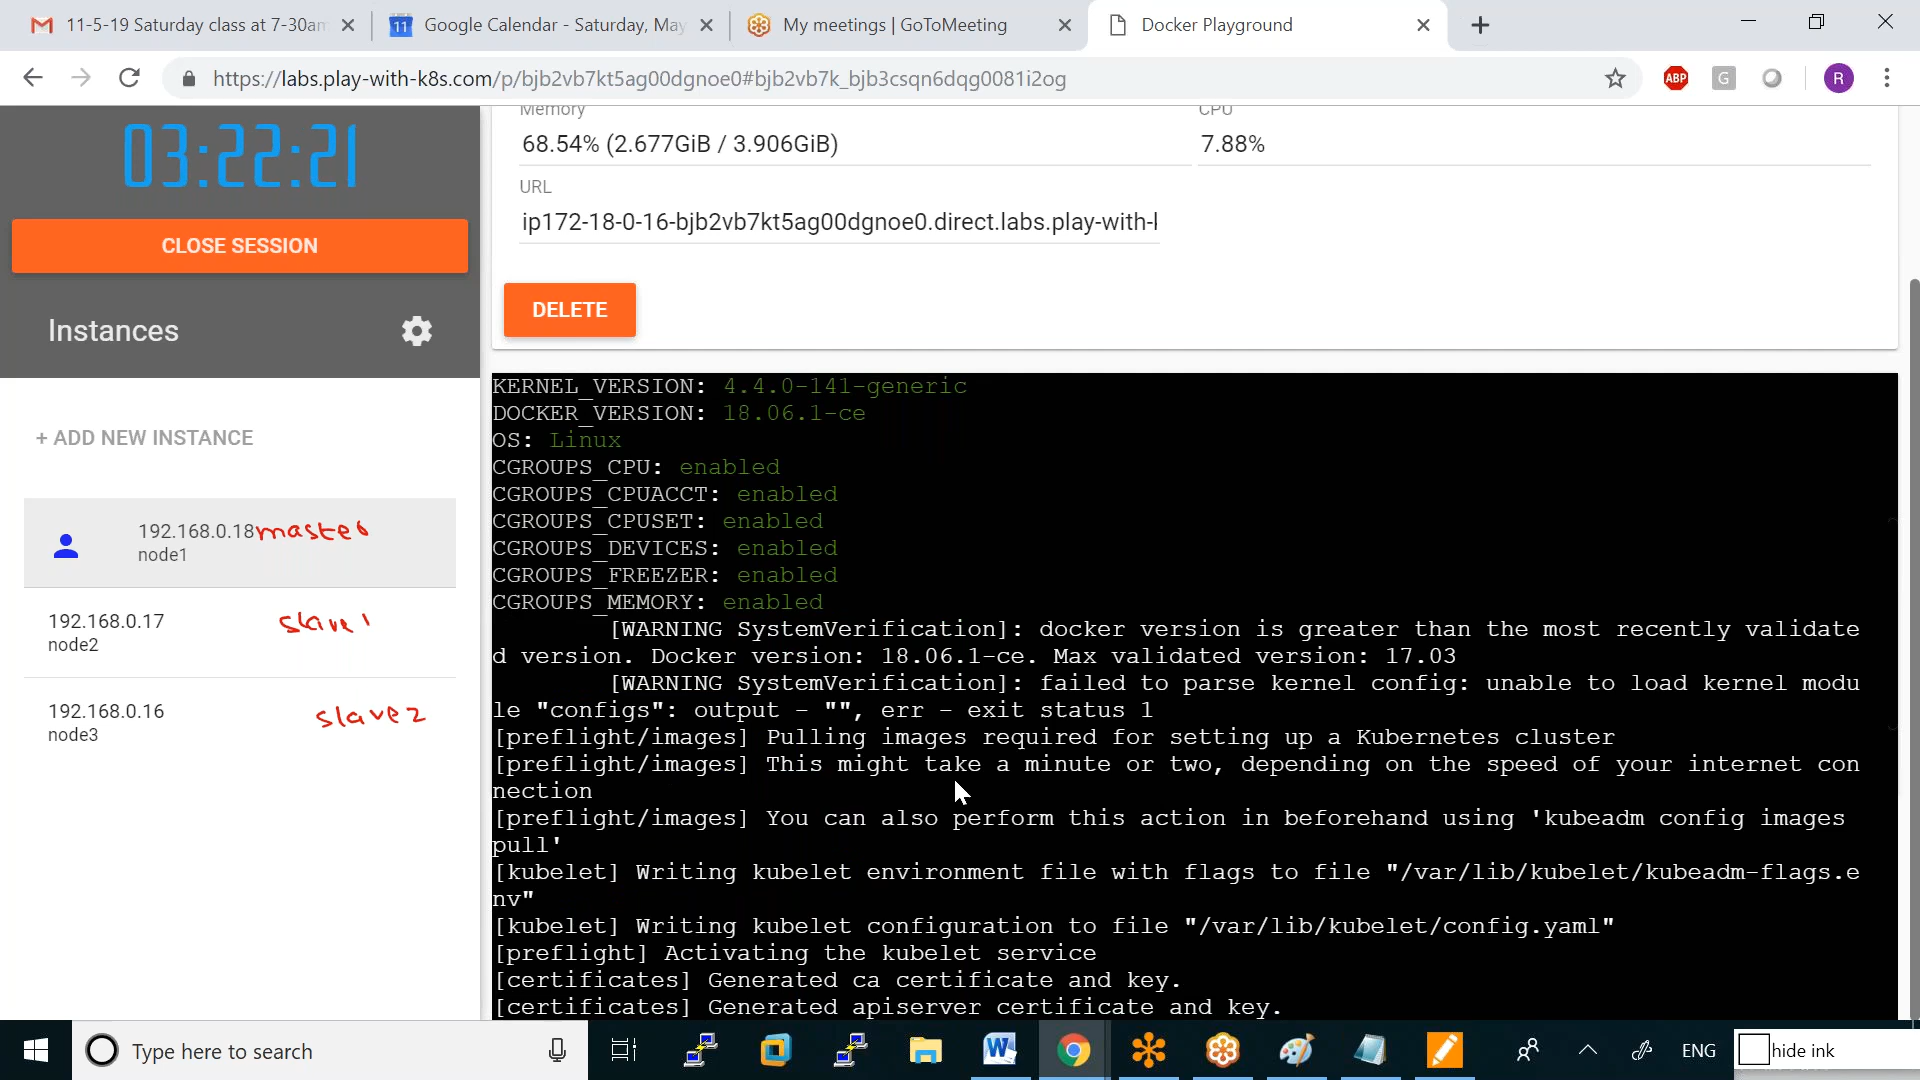 11-5-19 Saturday class at 7-30am
Google Calendar - Saturday, May
My meetings | GoToMeeting
Docker Playground
https://labs.play-with-k8s.com/p/bjb2vb7kt5ag00dgnoe0#bjb2vb7k_bjb3csqn6dqg0081i2og
ABP
G
R
03:22:21
CLOSE SESSION
Instances
+ ADD NEW INSTANCE
192.168.0.18 master
node1
192.168.0.17 slave 1
node2
192.168.0.16 slave 2
node3
Memory
68.54% (2.677GiB / 3.906GiB)
CPU
7.88%
URL
ip172-18-0-16-bjb2vb7kt5ag00dgnoe0.direct.labs.play-with-
DELETE
KERNEL_VERSION: 4.4.0-141-generic
DOCKER_VERSION: 18.06.1-ce
OS: Linux
CGROUPS_CPU: enabled
CGROUPS_CPUACCT: enabled
CGROUPS_CPUSET: enabled
CGROUPS_DEVICES: enabled
CGROUPS_FREEZER: enabled
CGROUPS_MEMORY: enabled
[WARNING SystemVerification]: docker version is greater than the most recently validate
d version. Docker version: 18.06.1-ce. Max validated version: 17.03
[WARNING SystemVerification]: failed to parse kernel config: unable to load kernel modu
le "configs": output - "", err - exit status 1
[preflight/images] Pulling images required for setting up a Kubernetes cluster
[preflight/images] This might take a minute or two, depending on the speed of your internet con
nection
[preflight/images] You can also perform this action in beforehand using 'kubeadm config images
pull'
[kubelet] Writing kubelet environment file with flags to file "/var/lib/kubelet/kubeadm-flags.e
nv"
[kubelet] Writing kubelet configuration to file "/var/lib/kubelet/config.yaml"
[preflight] Activating the kubelet service
[certificates] Generated ca certificate and key.
[certificates] Generated apiserver certificate and key.
Type here to search
ENG
hide ink